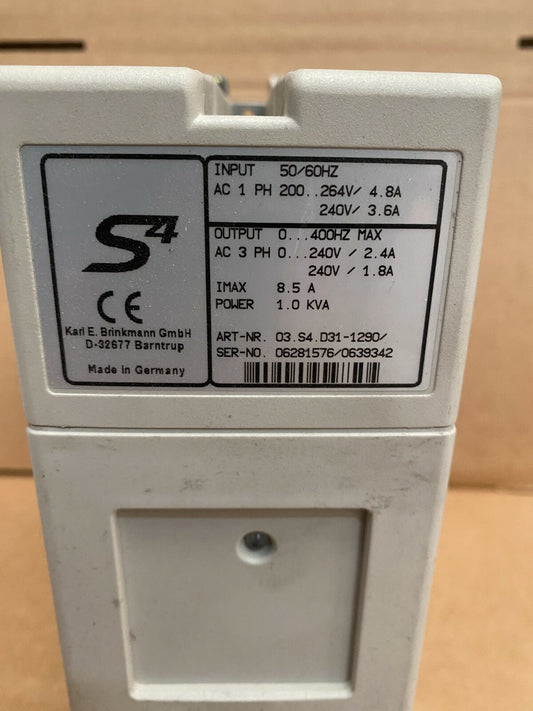 S4
CE
Karl E. Brinkmann GmbH
D-32677 Barntrup
Made in Germany
INPUT 50/60HZ
AC 1 PH 200..264V/ 4.8A
240V/ 3.6A
OUTPUT 0...400HZ MAX
AC 3 PH 0...240V / 2.4A
240V / 1.8A
IMAX 8.5 A
POWER 1.0 KVA
ART-NR. 03.S4.D31-1290/
SER-NO. 06281576/0639342